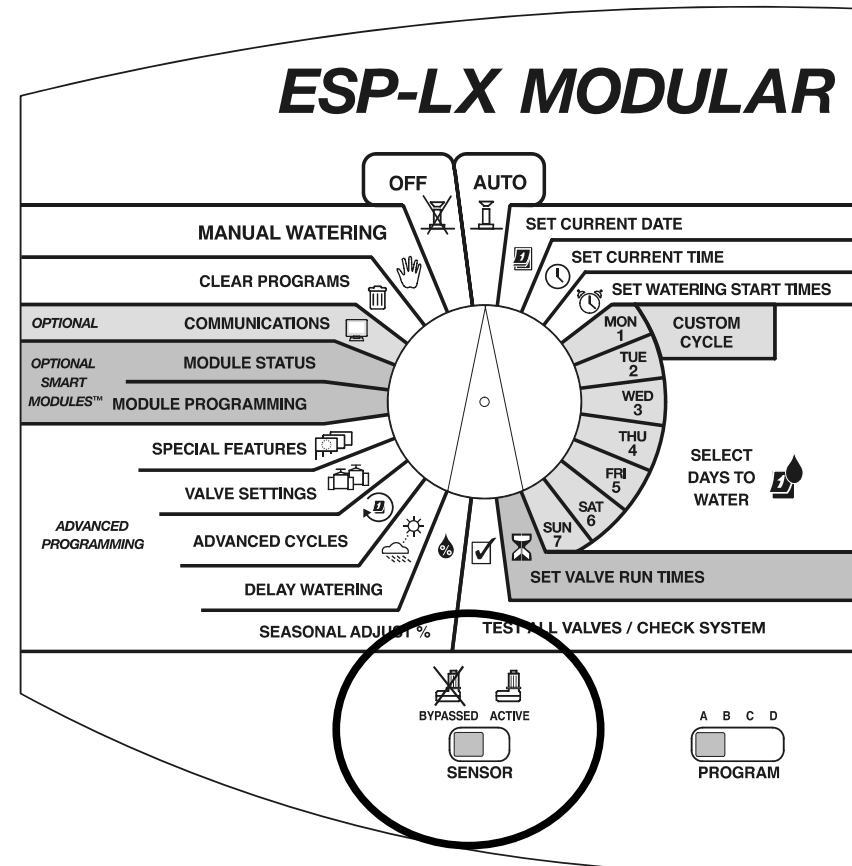 ESP-LX MODULAR
OFF
AUTO
MANUAL WATERING
SET CURRENT DATE
SET CURRENT TIME
CLEAR PROGRAMS
SET WATERING START TIMES
OPTIONAL
COMMUNICATIONS
MON
1
CUSTOM
CYCLE
OPTIONAL
SMART
MODULES™
MODULE STATUS
MODULE PROGRAMMING
TUE
2
WED
3
THU
4
FRI
5
SAT
6
SUN
7
SELECT
DAYS TO
WATER
1
1
1
SPECIAL FEATURES
VALVE SETTINGS
ADVANCED
PROGRAMMING
ADVANCED CYCLES
DELAY WATERING
%
SEASONAL ADJUST %
SET VALVE RUN TIMES
TEST ALL VALVES / CHECK SYSTEM
BYPASSED ACTIVE
SENSOR
A B C D
PROGRAM